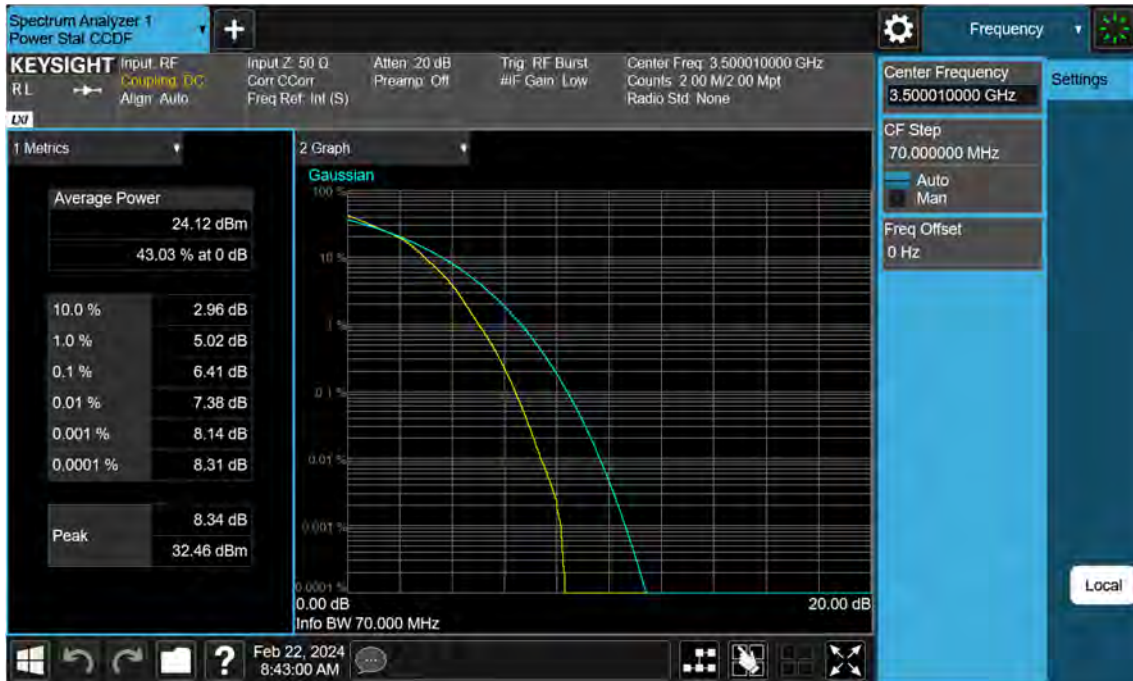 Spectrum Analyzer 1
Power Stat CCDF
+
Frequency
KEYSIGHT
RL
LXI
Input: RF
Coupling: DC
Align: Auto
Input Z: 50 Ω
Corr CCorr
Freq Ref: Int (S)
Atten: 20 dB
Preamp: Off
Trig: RF Burst
#IF Gain: Low
Center Freq: 3.500010000 GHz
Counts: 2.00 M/2.00 Mpt
Radio Std: None
Center Frequency
3.500010000 GHz
Settings
CF Step
70.000000 MHz
Auto
Man
Freq Offset
0 Hz
1 Metrics
Average Power
24.12 dBm
43.03 % at 0 dB
10.0 % 2.96 dB
1.0 % 5.02 dB
0.1 % 6.41 dB
0.01 % 7.38 dB
0.001 % 8.14 dB
0.0001 % 8.31 dB
Peak
8.34 dB
32.46 dBm
2 Graph
Gaussian
100 %
10 %
1 %
0.1 %
0.01 %
0.001 %
0.0001 %
0.00 dB
20.00 dB
Info BW 70.000 MHz
Local
?
Feb 22, 2024
8:43:00 AM